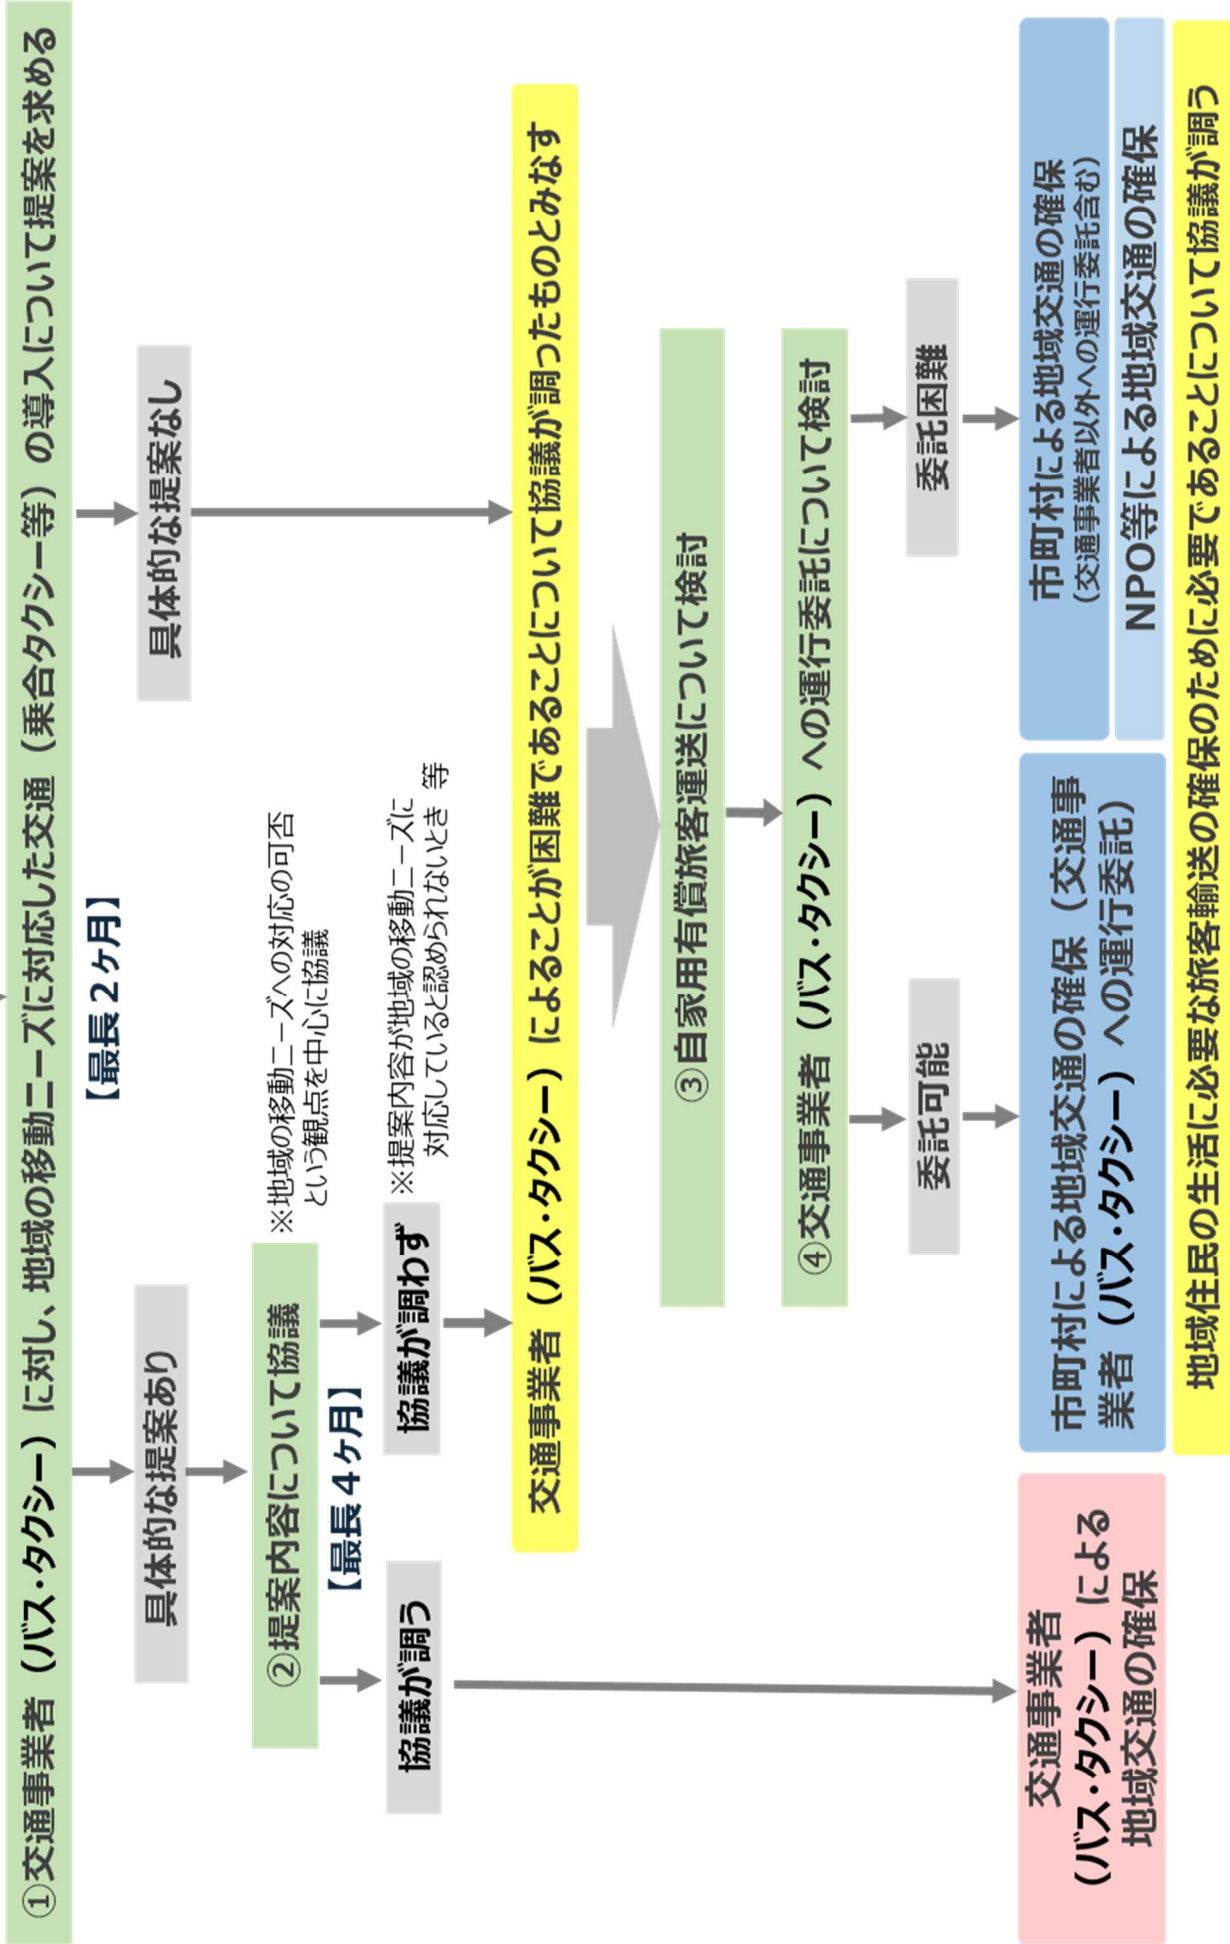 ①交通事業者（バス・タクシー）に対し、地域の移動ニーズに対応した交通（乗合タクシー等）の導入について提案を求める
【最長２ヶ月】
具体的な提案あり
具体的な提案なし
②提案内容について協議
※地域の移動ニーズへの対応の可否
という観点を中心に協議
【最長４ヶ月】
協議が調う
協議が調わず
※提案内容が地域の移動ニーズに
対応していると認められないとき 等
交通事業者（バス・タクシー）によることが困難であることについて協議が調ったものとみなす
③自家用有償旅客運送について検討
④交通事業者（バス・タクシー）への運行委託について検討
委託可能
委託困難
交通事業者
（バス・タクシー）による
地域交通の確保
市町村による地域交通の確保（交通事
業者（バス・タクシー）への運行委託）
市町村による地域交通の確保
（交通事業者以外への運行委託含む）
NPO等による地域交通の確保
地域住民の生活に必要な旅客輸送の確保のために必要であることについて協議が調う